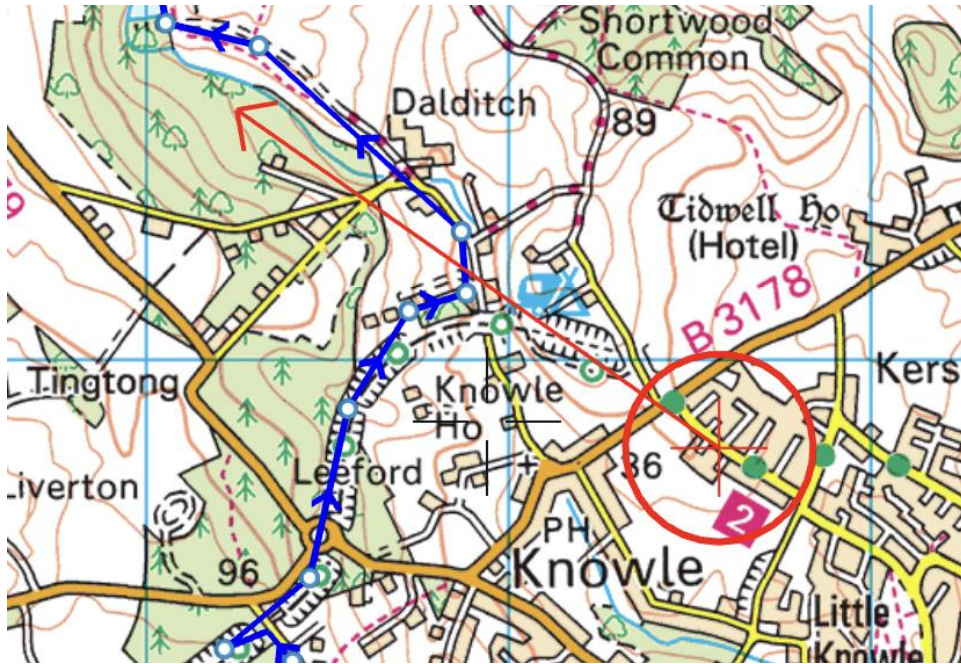 Shortwood
Common
Dalditch
89
9
Tidwell Ho
(Hotel)
B 3178
Tingtong
Knowle
Ho
Kers
Leeford
Liverton
36
2
PH
Knowle
96
Little
Knowle